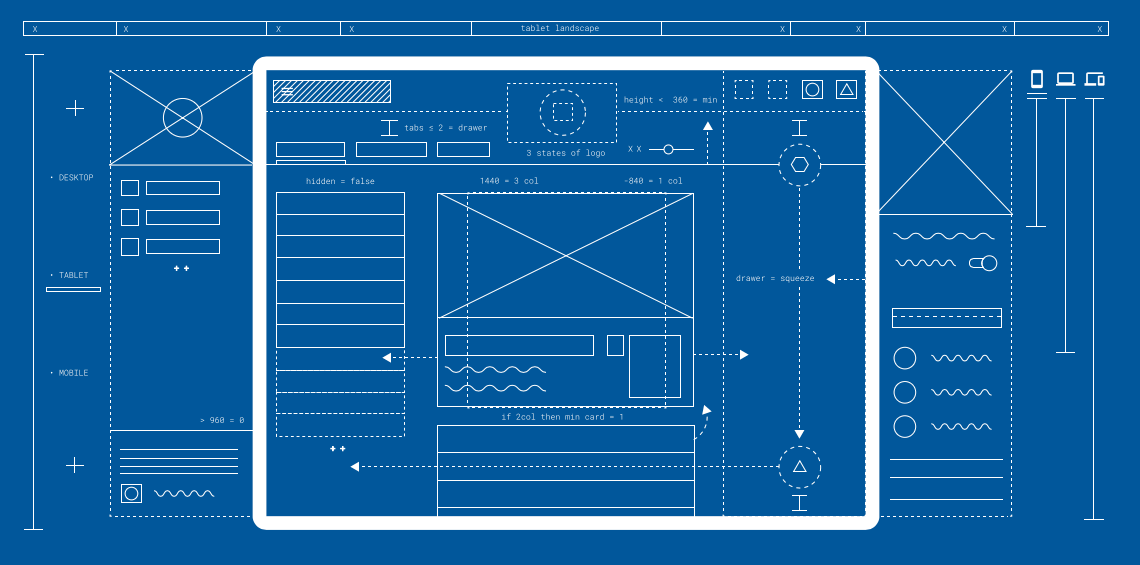 X X X X tablet landscape X X X X
height < 360 = min
tabs ≤ 2 = drawer
3 states of logo
X X
• DESKTOP
hidden = false
1440 = 3 col
-840 = 1 col
• TABLET
drawer = squeeze
• MOBILE
> 960 = 0
if 2col then min card = 1